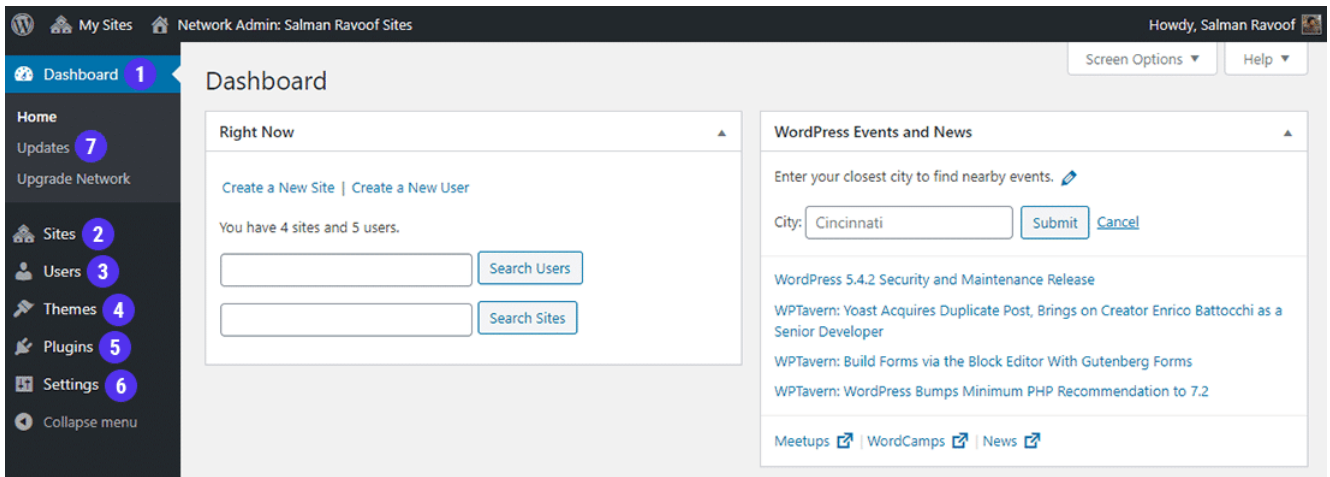 My Sites Network Admin: Salman Ravoof Sites Howdy, Salman Ravoof
Dashboard 1
Home
Updates 7
Upgrade Network
Sites 2
Users 3
Themes 4
Plugins 5
Settings 6
Collapse menu
Screen Options ▼ Help ▼
Dashboard
Right Now
Create a New Site | Create a New User
You have 4 sites and 5 users.
Search Users
Search Sites
WordPress Events and News
Enter your closest city to find nearby events.
City: Cincinnati Submit Cancel
WordPress 5.4.2 Security and Maintenance Release
WPTavern: Yoast Acquires Duplicate Post, Brings on Creator Enrico Battocchi as a
Senior Developer
WPTavern: Build Forms via the Block Editor With Gutenberg Forms
WPTavern: WordPress Bumps Minimum PHP Recommendation to 7.2
Meetups | WordCamps | News